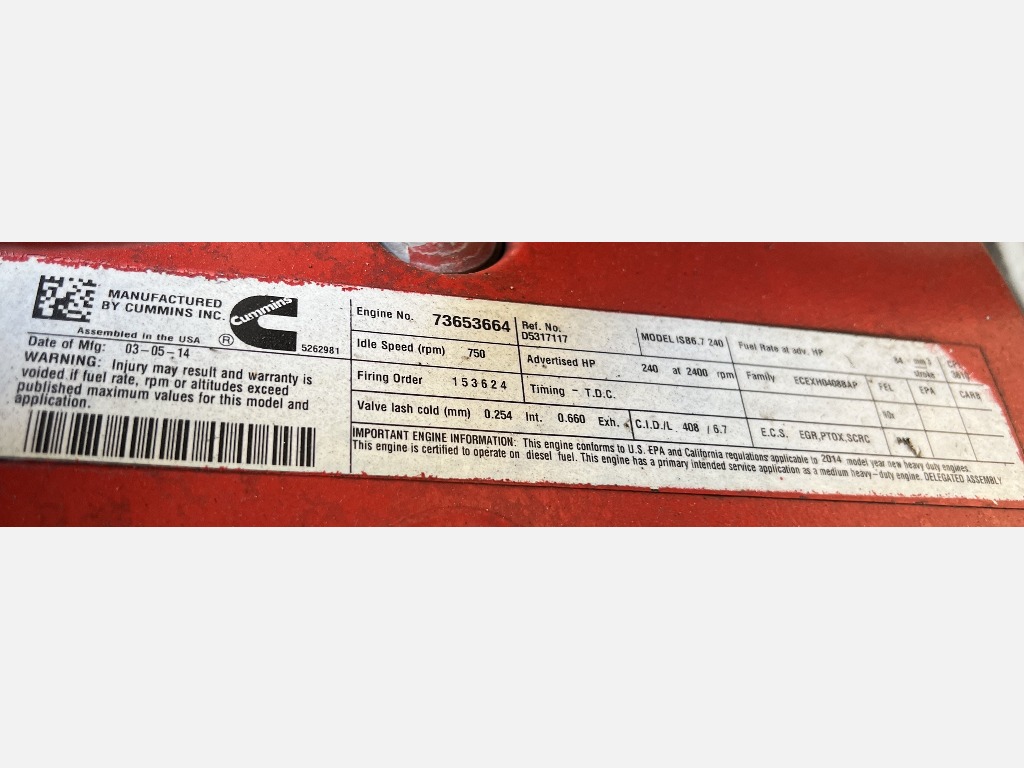 MANUFACTURED
BY CUMMINS INC.
Cummins
®
Assembled in the USA
5262981
Date of Mfg: 03-05-14
WARNING: Injury may result and warranty is
voided if fuel rate, rpm or altitudes exceed
published maximum values for this model and
application.
Engine No. 73653664
Ref. No.
D5317117
MODEL ISB6.7 240
Fuel Rate at adv. HP
Idle Speed (rpm) 750
Advertised HP 240 at 2400 rpm
Family ECEXH0408BAP
FEL EPA CARB
Firing Order 153624
Timing - T.D.C.
Valve lash cold (mm) 0.254 Int. 0.660 Exh.
C.I.D./L. 408 / 6.7
E.C.S. EGR,PTOX,SCRC
IMPORTANT ENGINE INFORMATION: This engine conforms to U.S. EPA and California regulations applicable to 2014 model year new heavy duty engines.
This engine is certified to operate on diesel fuel. This engine has a primary intended service application as a medium heavy-duty engine. DELEGATED ASSEMBLY